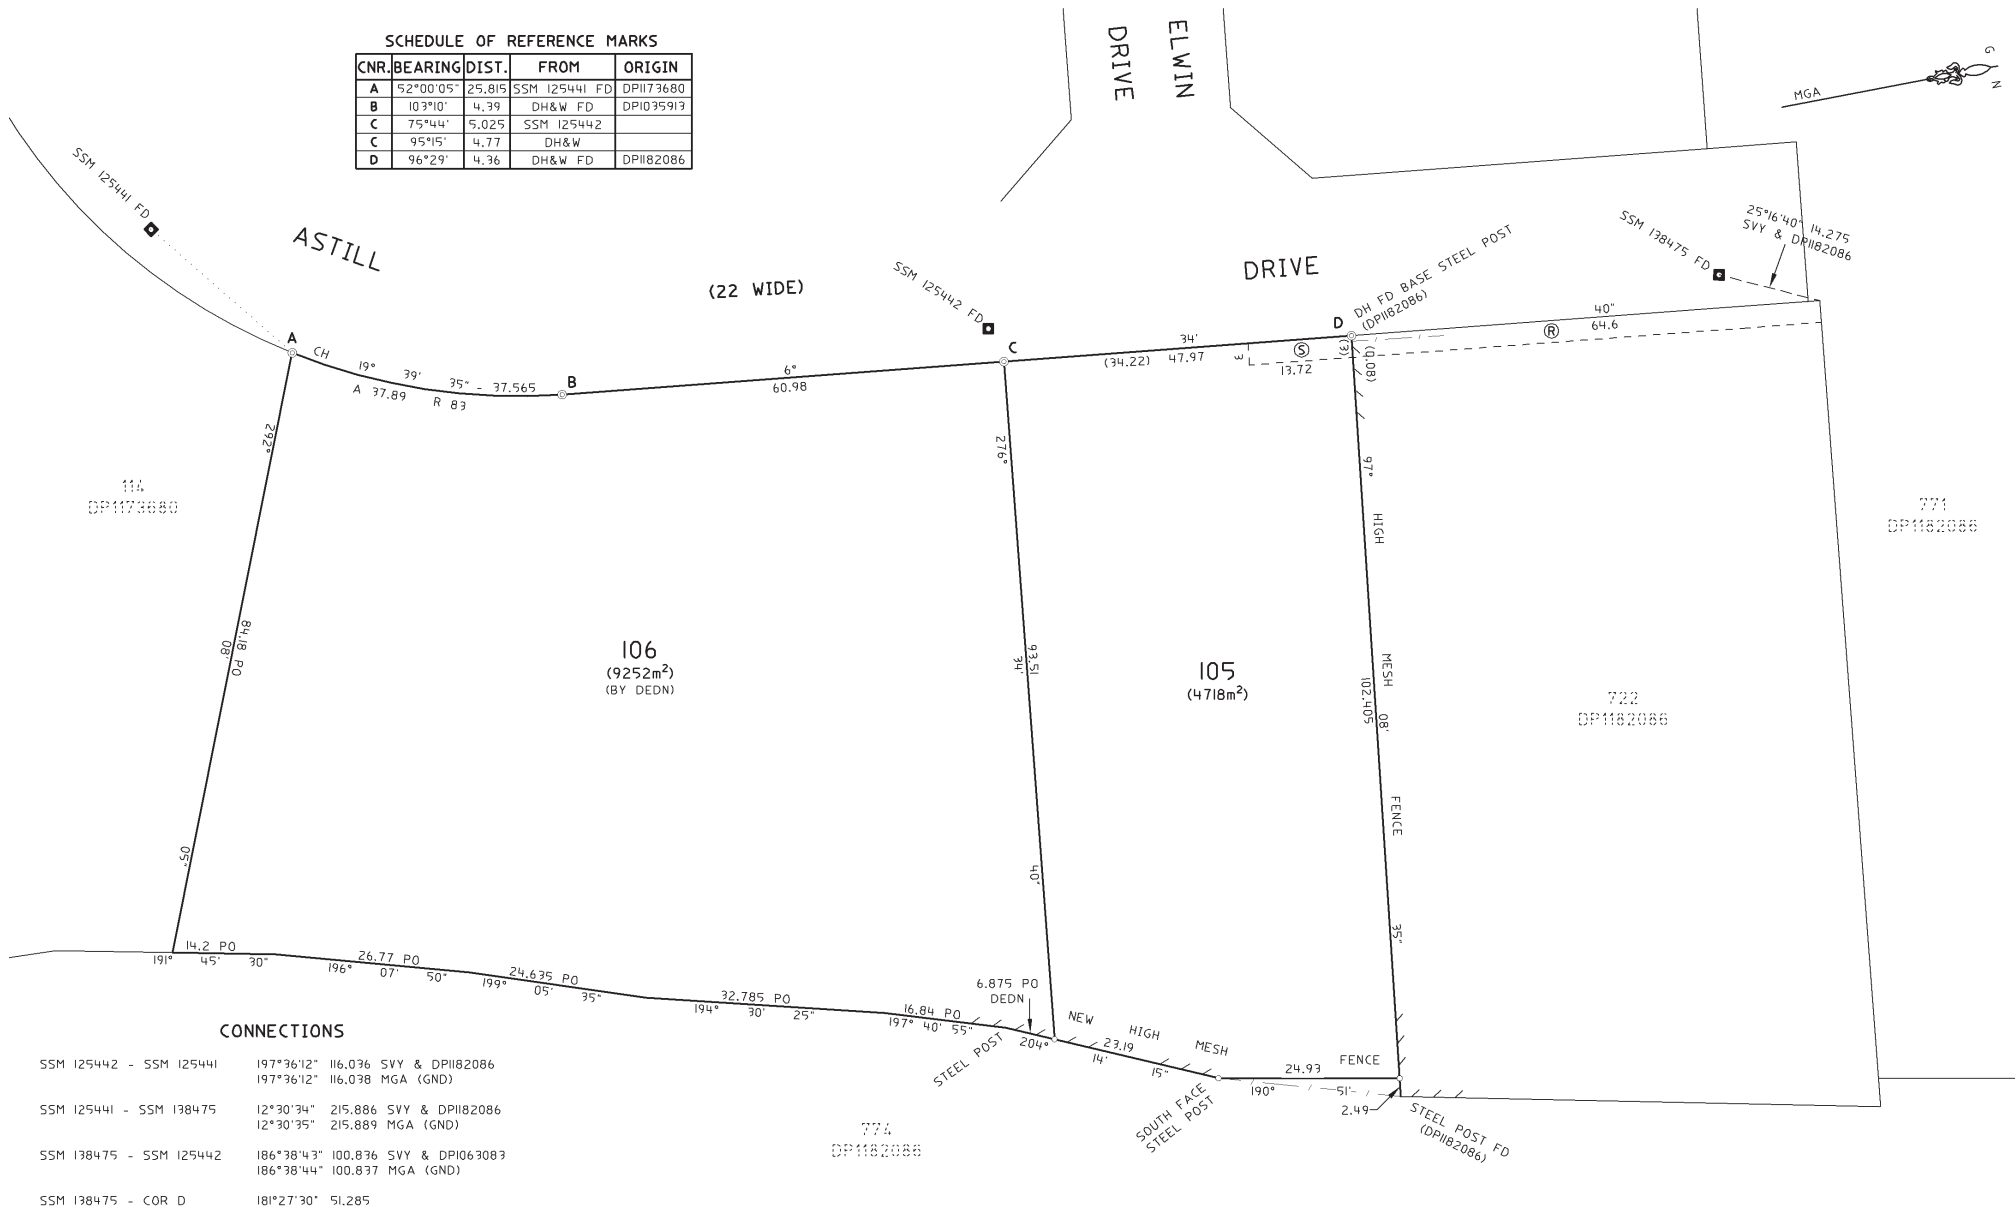 SCHEDULE OF REFERENCE MARKS
CNR. BEARING DIST. FROM ORIGIN
A 52°00'05" 25.815 SSM 125441 FD DP1173680
B 103°10' 4.39 DH&W FD DP1035913
C 75°44' 5.025 SSM 125442
C 95°15' 4.77 DH&W
D 96°29' 4.36 DH&W FD DP1182086
ELWIN
DRIVE
MGA
G
N
SSM 125441 FD
ASTILL
(22 WIDE)
DRIVE
SSM 125442 FD
SSM 138475 FD
25°16'40" 14.275
SVY & DP1182086
DH FD BASE STEEL POST
(DP1182086)
A
CH 19° 39' 35" - 37.565
A 37.89 R 83
B
6°
60.98
C
34'
(34.22) 47.97
D
3
S
13.72
(3)
(0.08)
R
40"
64.6
292°
84.18 PO
08'
05"
276°
93.51
34'
40"
97°
HIGH
MESH
102.405
08'
FENCE
35"
114
DP1173680
106
(9252m²)
(BY DEDN)
105
(4718m²)
722
DP1182086
771
DP1182086
14.2 PO
191° 45' 30"
26.77 PO
196° 07' 50"
24.635 PO
199° 05' 35"
32.785 PO
194° 30' 25"
16.84 PO
197° 40' 55"
6.875 PO
DEDN
STEEL POST
204°
NEW HIGH MESH FENCE
23.19
14' 15"
24.93
190° 51'
2.49
SOUTH FACE
STEEL POST
STEEL POST FD
(DP1182086)
774
DP1182086
CONNECTIONS
SSM 125442 - SSM 125441 197°36'12" 116.036 SVY & DP1182086
197°36'12" 116.038 MGA (GND)
SSM 125441 - SSM 138475 12°30'34" 215.886 SVY & DP1182086
12°30'35" 215.889 MGA (GND)
SSM 138475 - SSM 125442 186°38'43" 100.836 SVY & DP1063083
186°38'44" 100.837 MGA (GND)
SSM 138475 - COR D 181°27'30" 51.285